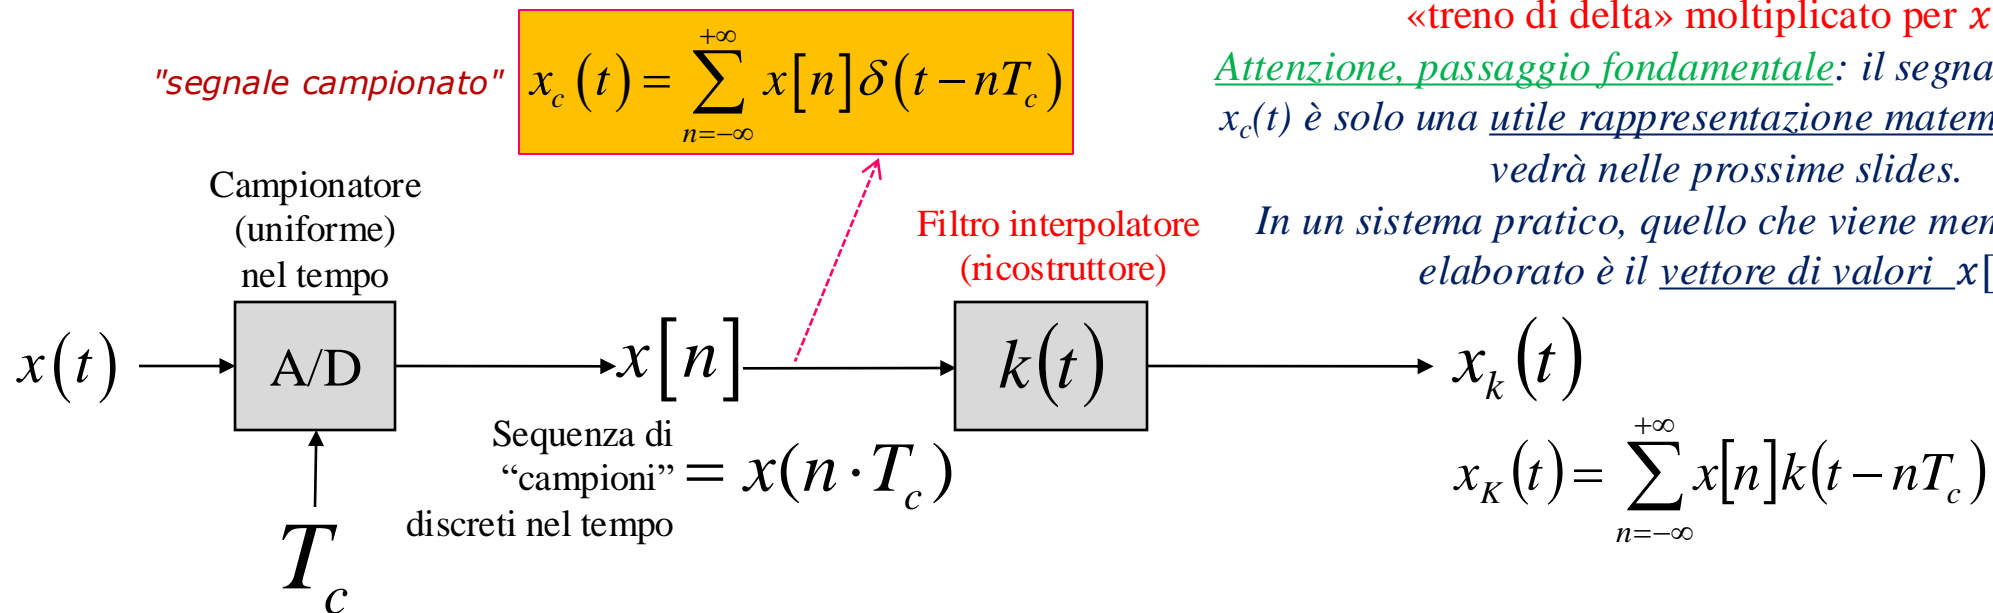 «treno di delta» moltiplicato per x
"segnale campionato"
x_c(t) = \sum_{n=-∞}^{+∞} x[n] δ(t − nT_c)
Attenzione, passaggio fondamentale: il segna
x_c(t) è solo una utile rappresentazione matem
vedrà nelle prossime slides.
In un sistema pratico, quello che viene mem
elaborato è il vettore di valori x[
Campionatore
(uniforme)
nel tempo
Filtro interpolatore
(ricostruttore)
x(t)
A/D
x[n]
k(t)
x_k(t)
Sequenza di
“campioni”
discreti nel tempo
= x(n·T_c)
x_K(t) = \sum_{n=-∞}^{+∞} x[n]k(t − nT_c)
T_c